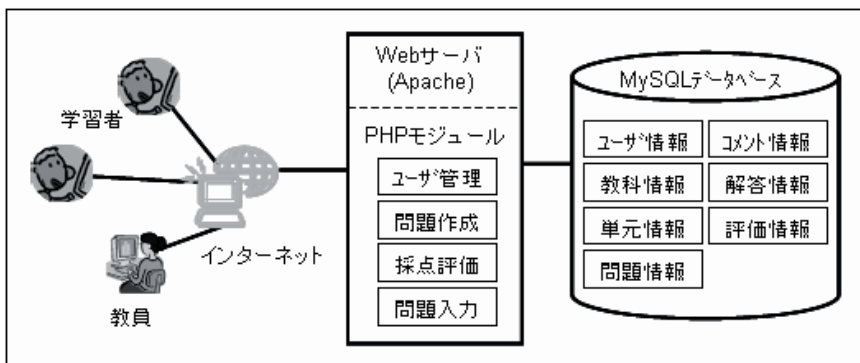 学習者
教員
インターネット
Webサーバ
(Apache)
PHPモジュール
ユーザ管理
問題作成
採点評価
問題入力
MySQLデータベース
ユーザ情報
コメント情報
教科情報
解答情報
単元情報
評価情報
問題情報